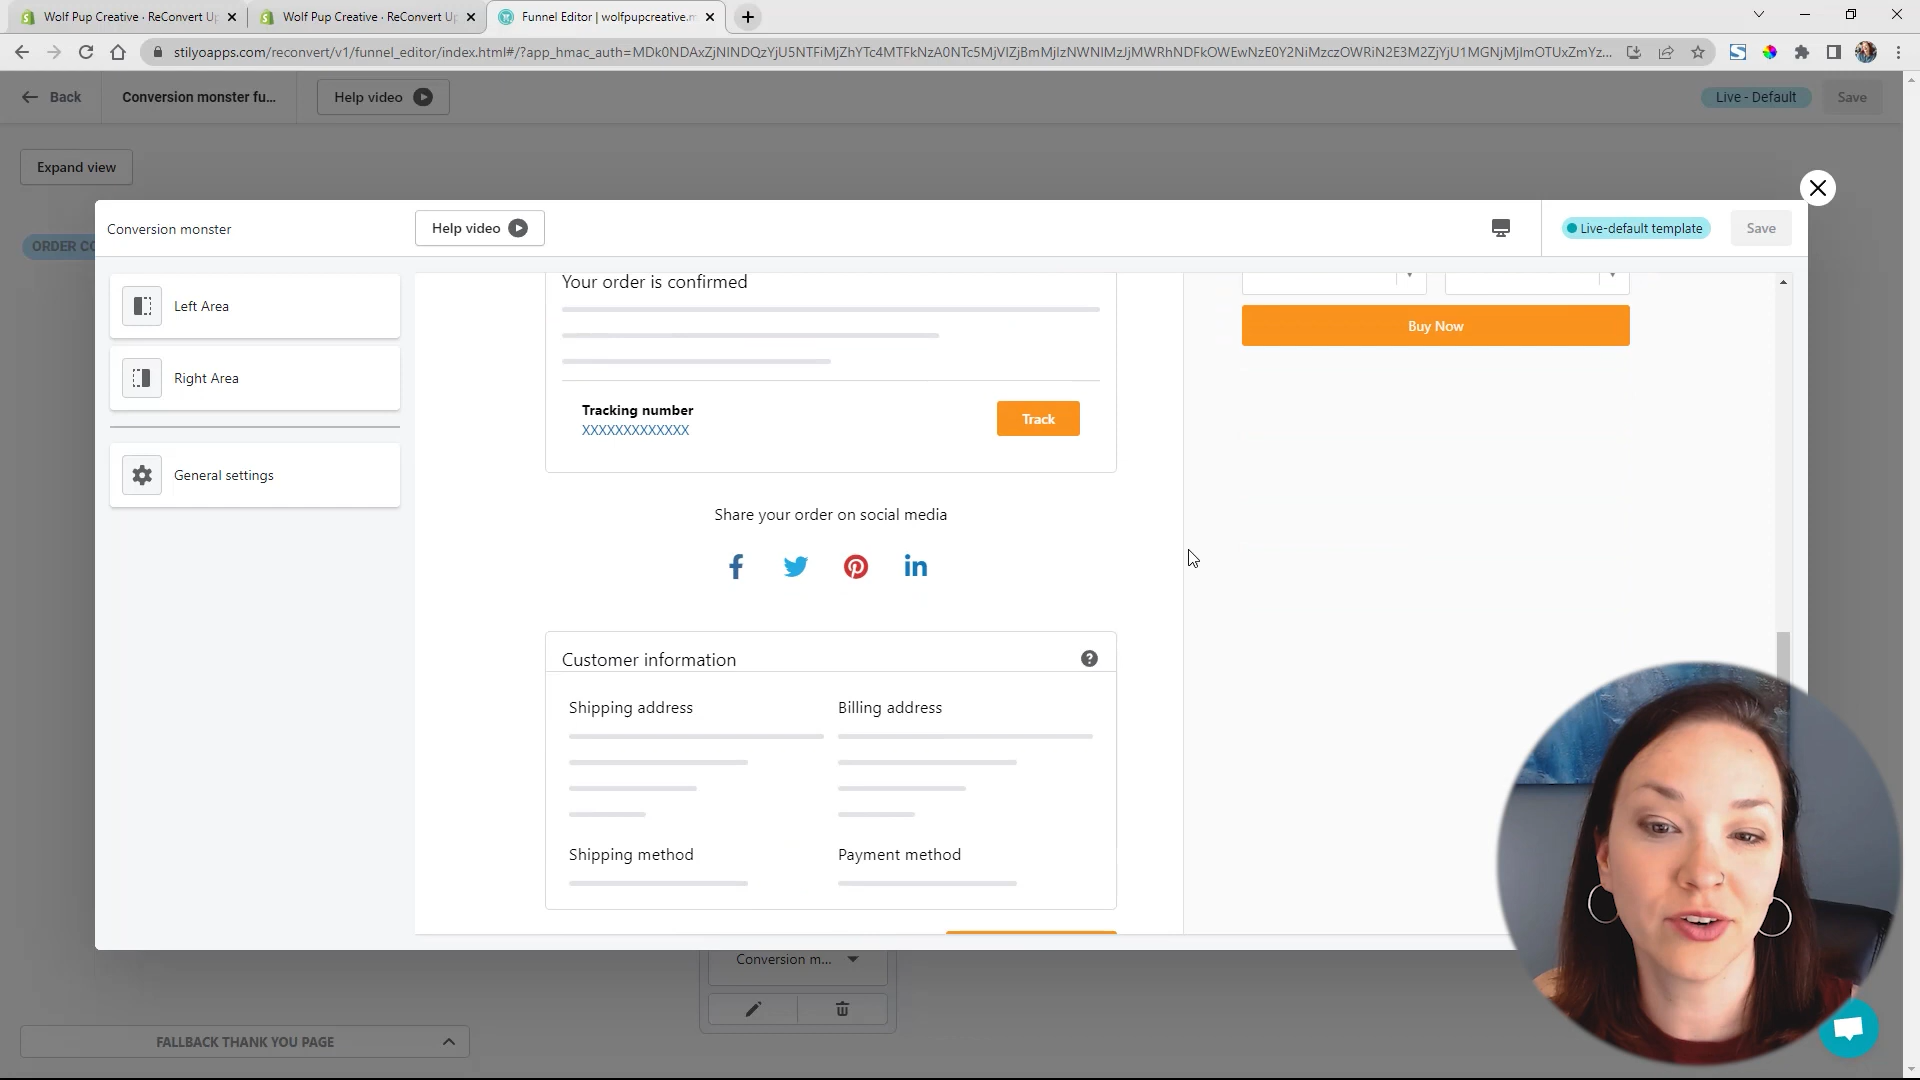 Wolf Pup Creative · ReConvert Up
Wolf Pup Creative · ReConvert Up
Funnel Editor | wolfpupcreative.m
stilyoapps.com/reconvert/v1/funnel_editor/index.html#/?app_hmac_auth=
Back
Conversion monster fu...
Help video
Live - Default
Save
Expand view
ORDER CO
Conversion monster
Help video
Live-default template
Save
Left Area
Right Area
General settings
Your order is confirmed
Buy Now
Tracking number
XXXXXXXXXXXXX
Track
Share your order on social media
Customer information
Shipping address
Billing address
Shipping method
Payment method
Conversion m...
FALLBACK THANK YOU PAGE